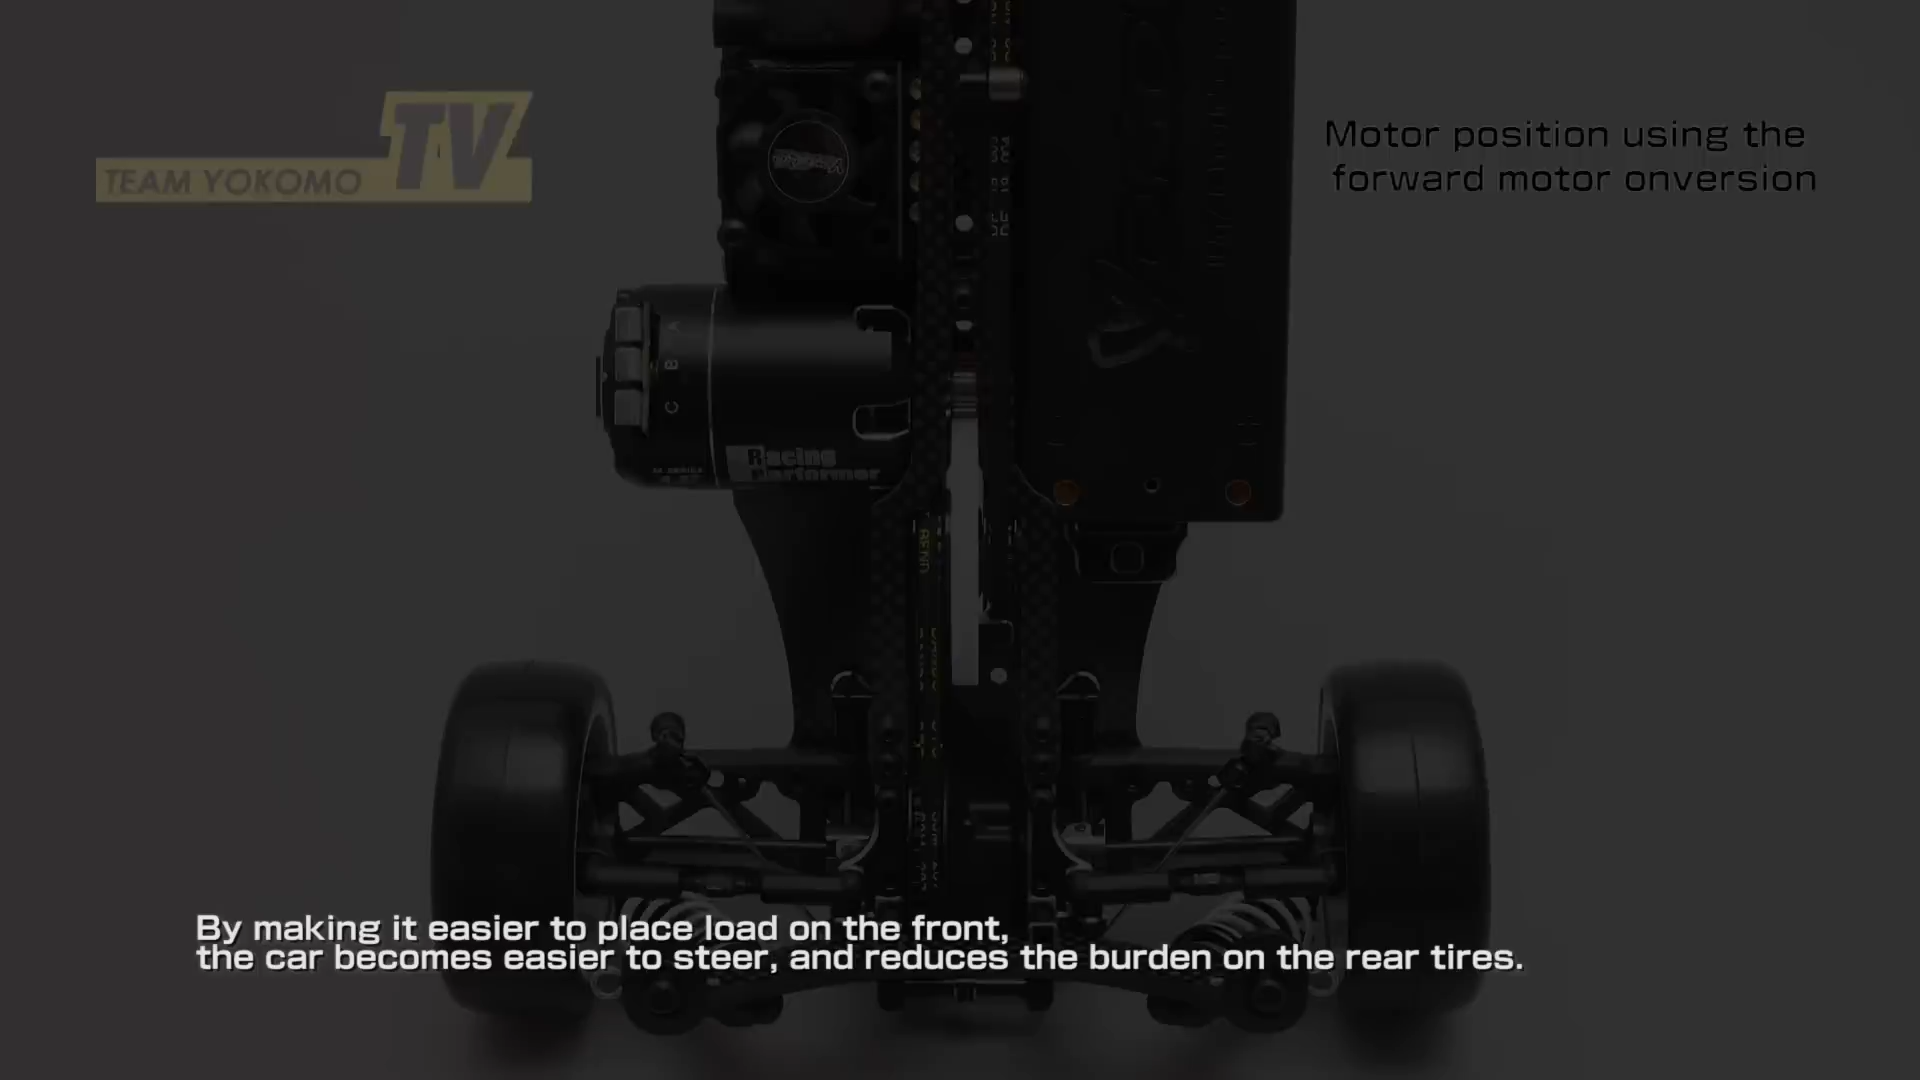 TEAM YOKOMO TV
Motor position using the
forward motor onversion
A
B
C
Racing
Performer
By making it easier to place load on the front,
the car becomes easier to steer, and reduces the burden on the rear tires.